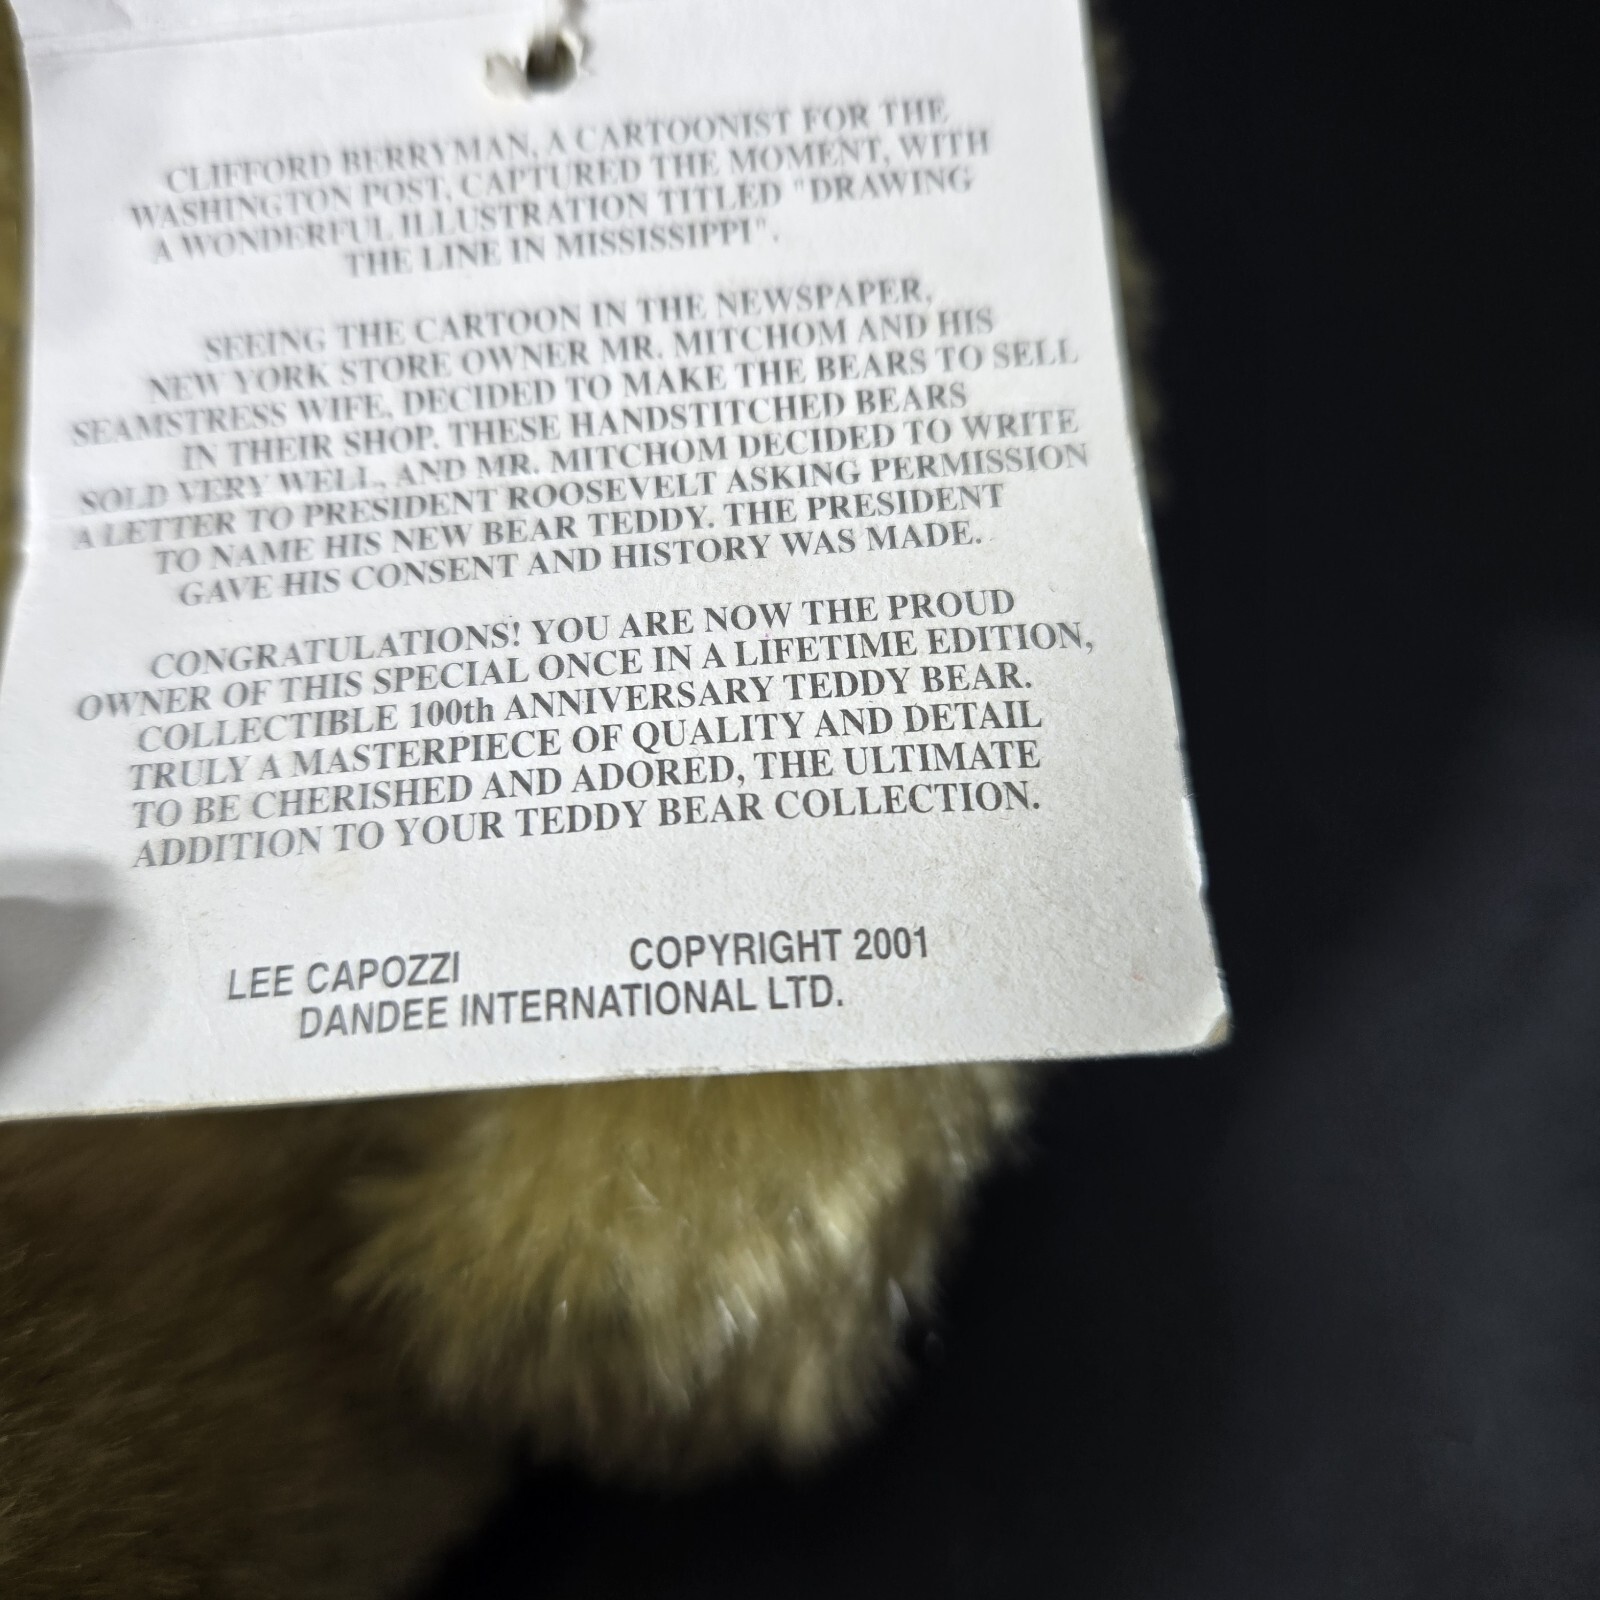 CLIFFORD BERRYMAN, A CARTOONIST FOR THE
WASHINGTON POST, CAPTURED THE MOMENT, WITH
A WONDERFUL ILLUSTRATION TITLED "DRAWING
THE LINE IN MISSISSIPPI".
SEEING THE CARTOON IN THE NEWSPAPER,
NEW YORK STORE OWNER MR. MITCHOM AND HIS
SEAMSTRESS WIFE, DECIDED TO MAKE THE BEARS TO SELL
IN THEIR SHOP. THESE HANDSTITCHED BEARS
SOLD VERY WELL, AND MR. MITCHOM DECIDED TO WRITE
A LETTER TO PRESIDENT ROOSEVELT ASKING PERMISSION
TO NAME HIS NEW BEAR TEDDY. THE PRESIDENT
GAVE HIS CONSENT AND HISTORY WAS MADE.
CONGRATULATIONS! YOU ARE NOW THE PROUD
OWNER OF THIS SPECIAL ONCE IN A LIFETIME EDITION,
COLLECTIBLE 100th ANNIVERSARY TEDDY BEAR.
TRULY A MASTERPIECE OF QUALITY AND DETAIL
TO BE CHERISHED AND ADORED, THE ULTIMATE
ADDITION TO YOUR TEDDY BEAR COLLECTION.
LEE CAPOZZI COPYRIGHT 2001
DANDEE INTERNATIONAL LTD.